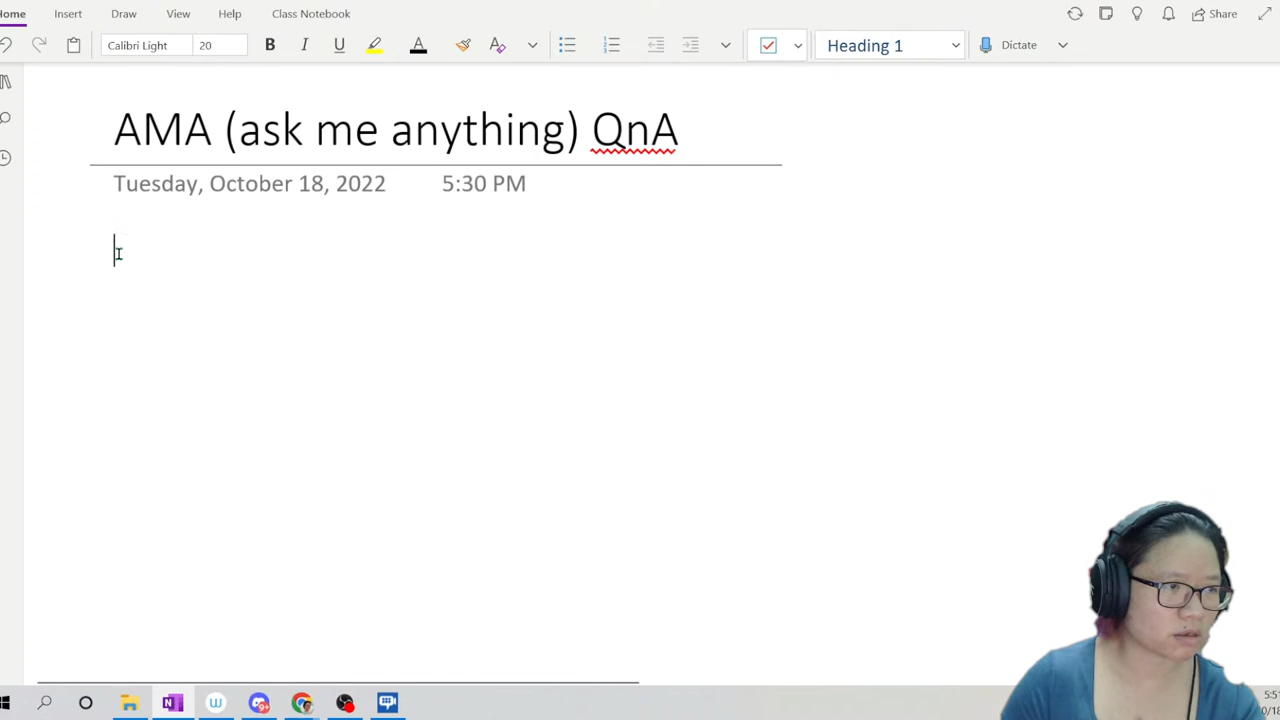 Home Insert Draw View Help Class Notebook Share
Calibri Light 20 B I U A Heading 1 Dictate
AMA (ask me anything) QnA
Tuesday, October 18, 2022 5:30 PM